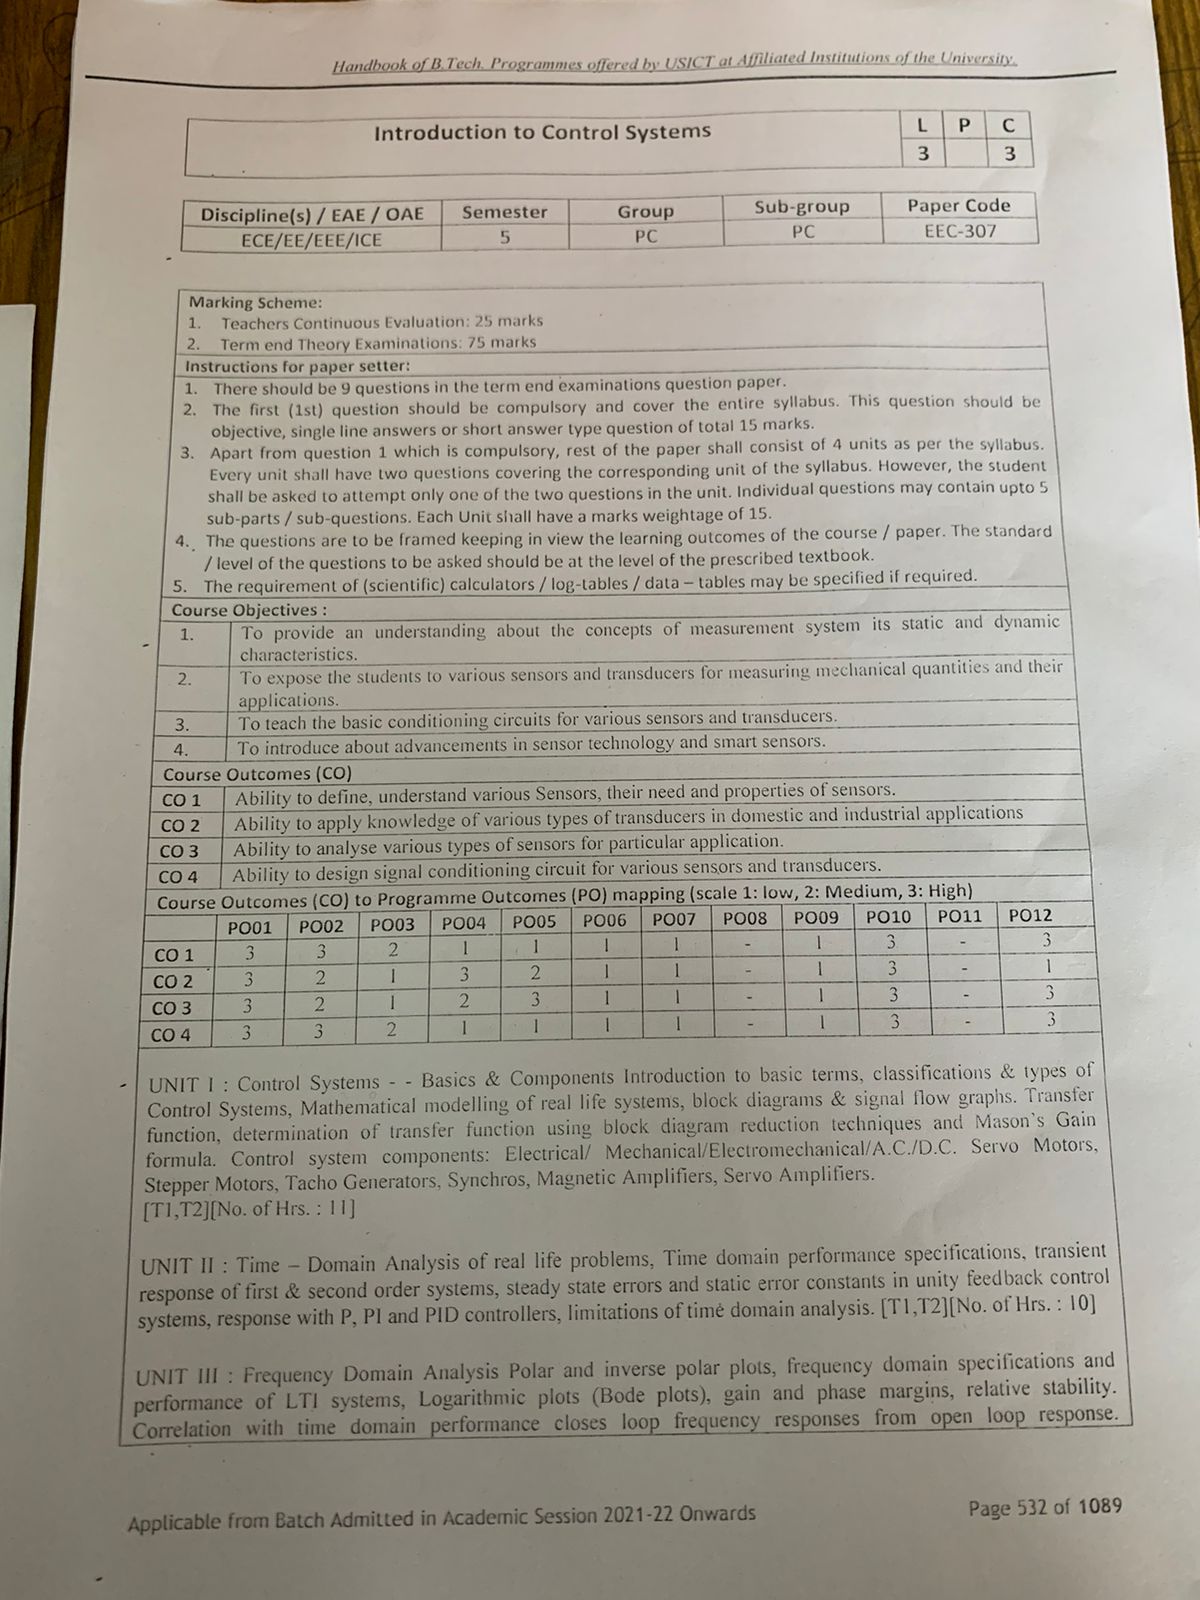 Handbook of B.Tech. Programmes offered by USICT at Affiliated Institutions of the University.
Introduction to Control Systems L P C
3 3
Discipline(s) / EAE / OAE Semester Group Sub-group Paper Code
ECE/EE/EEE/ICE 5 PC PC EEC-307
Marking Scheme:
1. Teachers Continuous Evaluation: 25 marks
2. Term end Theory Examinations: 75 marks
Instructions for paper setter:
1. There should be 9 questions in the term end examinations question paper.
2. The first (1st) question should be compulsory and cover the entire syllabus. This question should be
objective, single line answers or short answer type question of total 15 marks.
3. Apart from question 1 which is compulsory, rest of the paper shall consist of 4 units as per the syllabus.
Every unit shall have two questions covering the corresponding unit of the syllabus. However, the student
shall be asked to attempt only one of the two questions in the unit. Individual questions may contain upto 5
sub-parts / sub-questions. Each Unit shall have a marks weightage of 15.
4. The questions are to be framed keeping in view the learning outcomes of the course / paper. The standard
/ level of the questions to be asked should be at the level of the prescribed textbook.
5. The requirement of (scientific) calculators / log-tables / data – tables may be specified if required.
Course Objectives :
1. To provide an understanding about the concepts of measurement system its static and dynamic
characteristics.
2. To expose the students to various sensors and transducers for measuring mechanical quantities and their
applications.
3. To teach the basic conditioning circuits for various sensors and transducers.
4. To introduce about advancements in sensor technology and smart sensors.
Course Outcomes (CO)
CO 1 Ability to define, understand various Sensors, their need and properties of sensors.
CO 2 Ability to apply knowledge of various types of transducers in domestic and industrial applications
CO 3 Ability to analyse various types of sensors for particular application.
CO 4 Ability to design signal conditioning circuit for various sensors and transducers.
Course Outcomes (CO) to Programme Outcomes (PO) mapping (scale 1: low, 2: Medium, 3: High)
PO01 PO02 PO03 PO04 PO05 PO06 PO07 PO08 PO09 PO10 PO11 PO12
CO 1 3 3 2 1 1 1 1 - 1 3 - 3
CO 2 3 2 1 3 2 1 1 - 1 3 - 1
CO 3 3 2 1 2 3 1 1 - 1 3 - 3
CO 4 3 3 2 1 1 1 1 - 1 3 - 3
UNIT I : Control Systems - - Basics & Components Introduction to basic terms, classifications & types of
Control Systems, Mathematical modelling of real life systems, block diagrams & signal flow graphs. Transfer
function, determination of transfer function using block diagram reduction techniques and Mason's Gain
formula. Control system components: Electrical/ Mechanical/Electromechanical/A.C./D.C. Servo Motors,
Stepper Motors, Tacho Generators, Synchros, Magnetic Amplifiers, Servo Amplifiers.
[T1,T2][No. of Hrs. : 11]
UNIT II : Time – Domain Analysis of real life problems, Time domain performance specifications, transient
response of first & second order systems, steady state errors and static error constants in unity feedback control
systems, response with P, PI and PID controllers, limitations of time domain analysis. [T1,T2][No. of Hrs. : 10]
UNIT III : Frequency Domain Analysis Polar and inverse polar plots, frequency domain specifications and
performance of LTI systems, Logarithmic plots (Bode plots), gain and phase margins, relative stability.
Correlation with time domain performance closes loop frequency responses from open loop response.
Applicable from Batch Admitted in Academic Session 2021-22 Onwards Page 532 of 1089